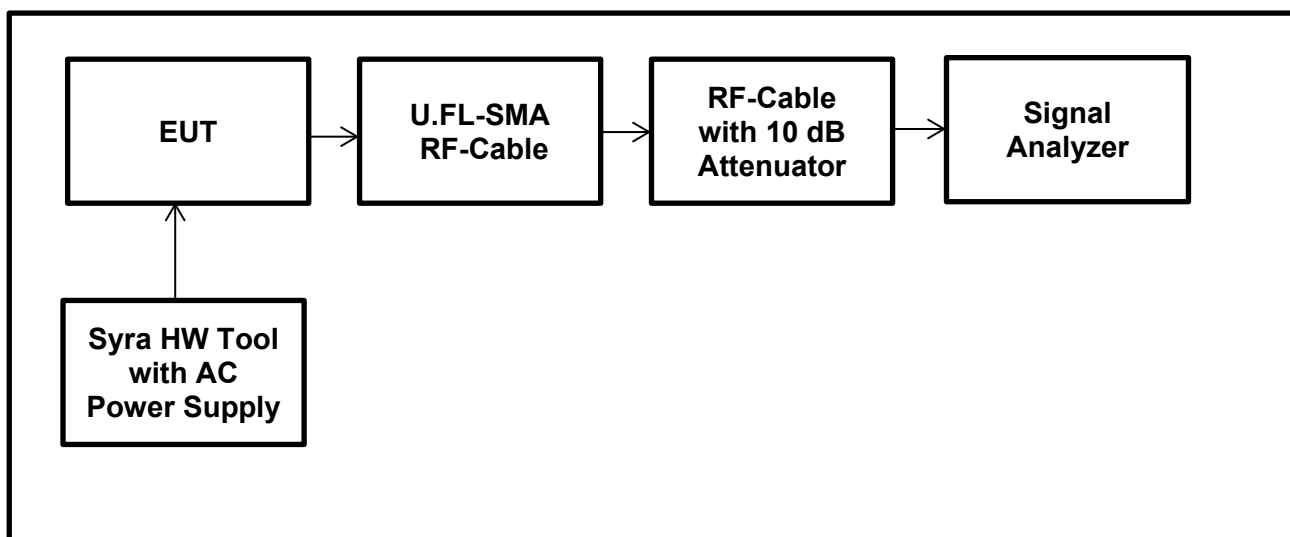 EUT
U.FL-SMA
RF-Cable
RF-Cable
with 10 dB
Attenuator
Signal
Analyzer
Syra HW Tool
with AC
Power Supply